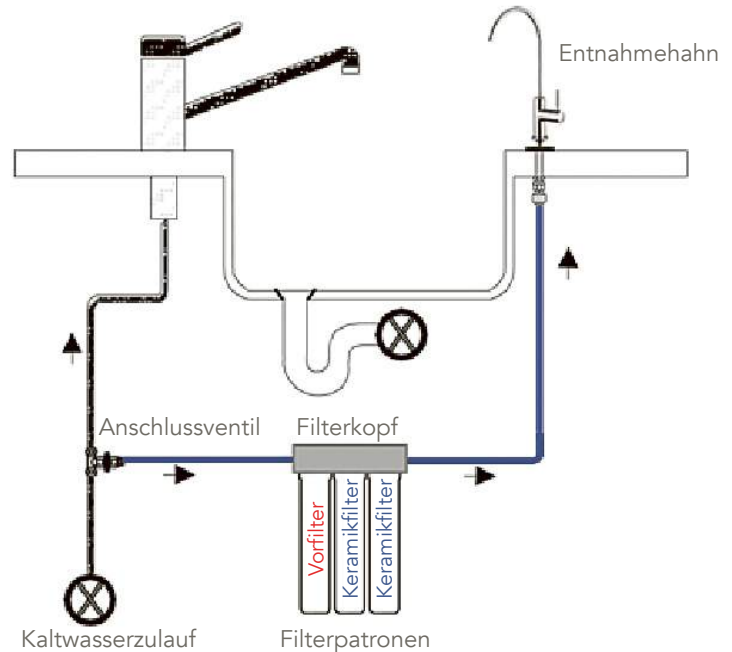 Entnahmehahn
Anschlussventil
Filterkopf
Vorfilter
Keramikfilter
Keramikfilter
Kaltwasserzulauf
Filterpatronen